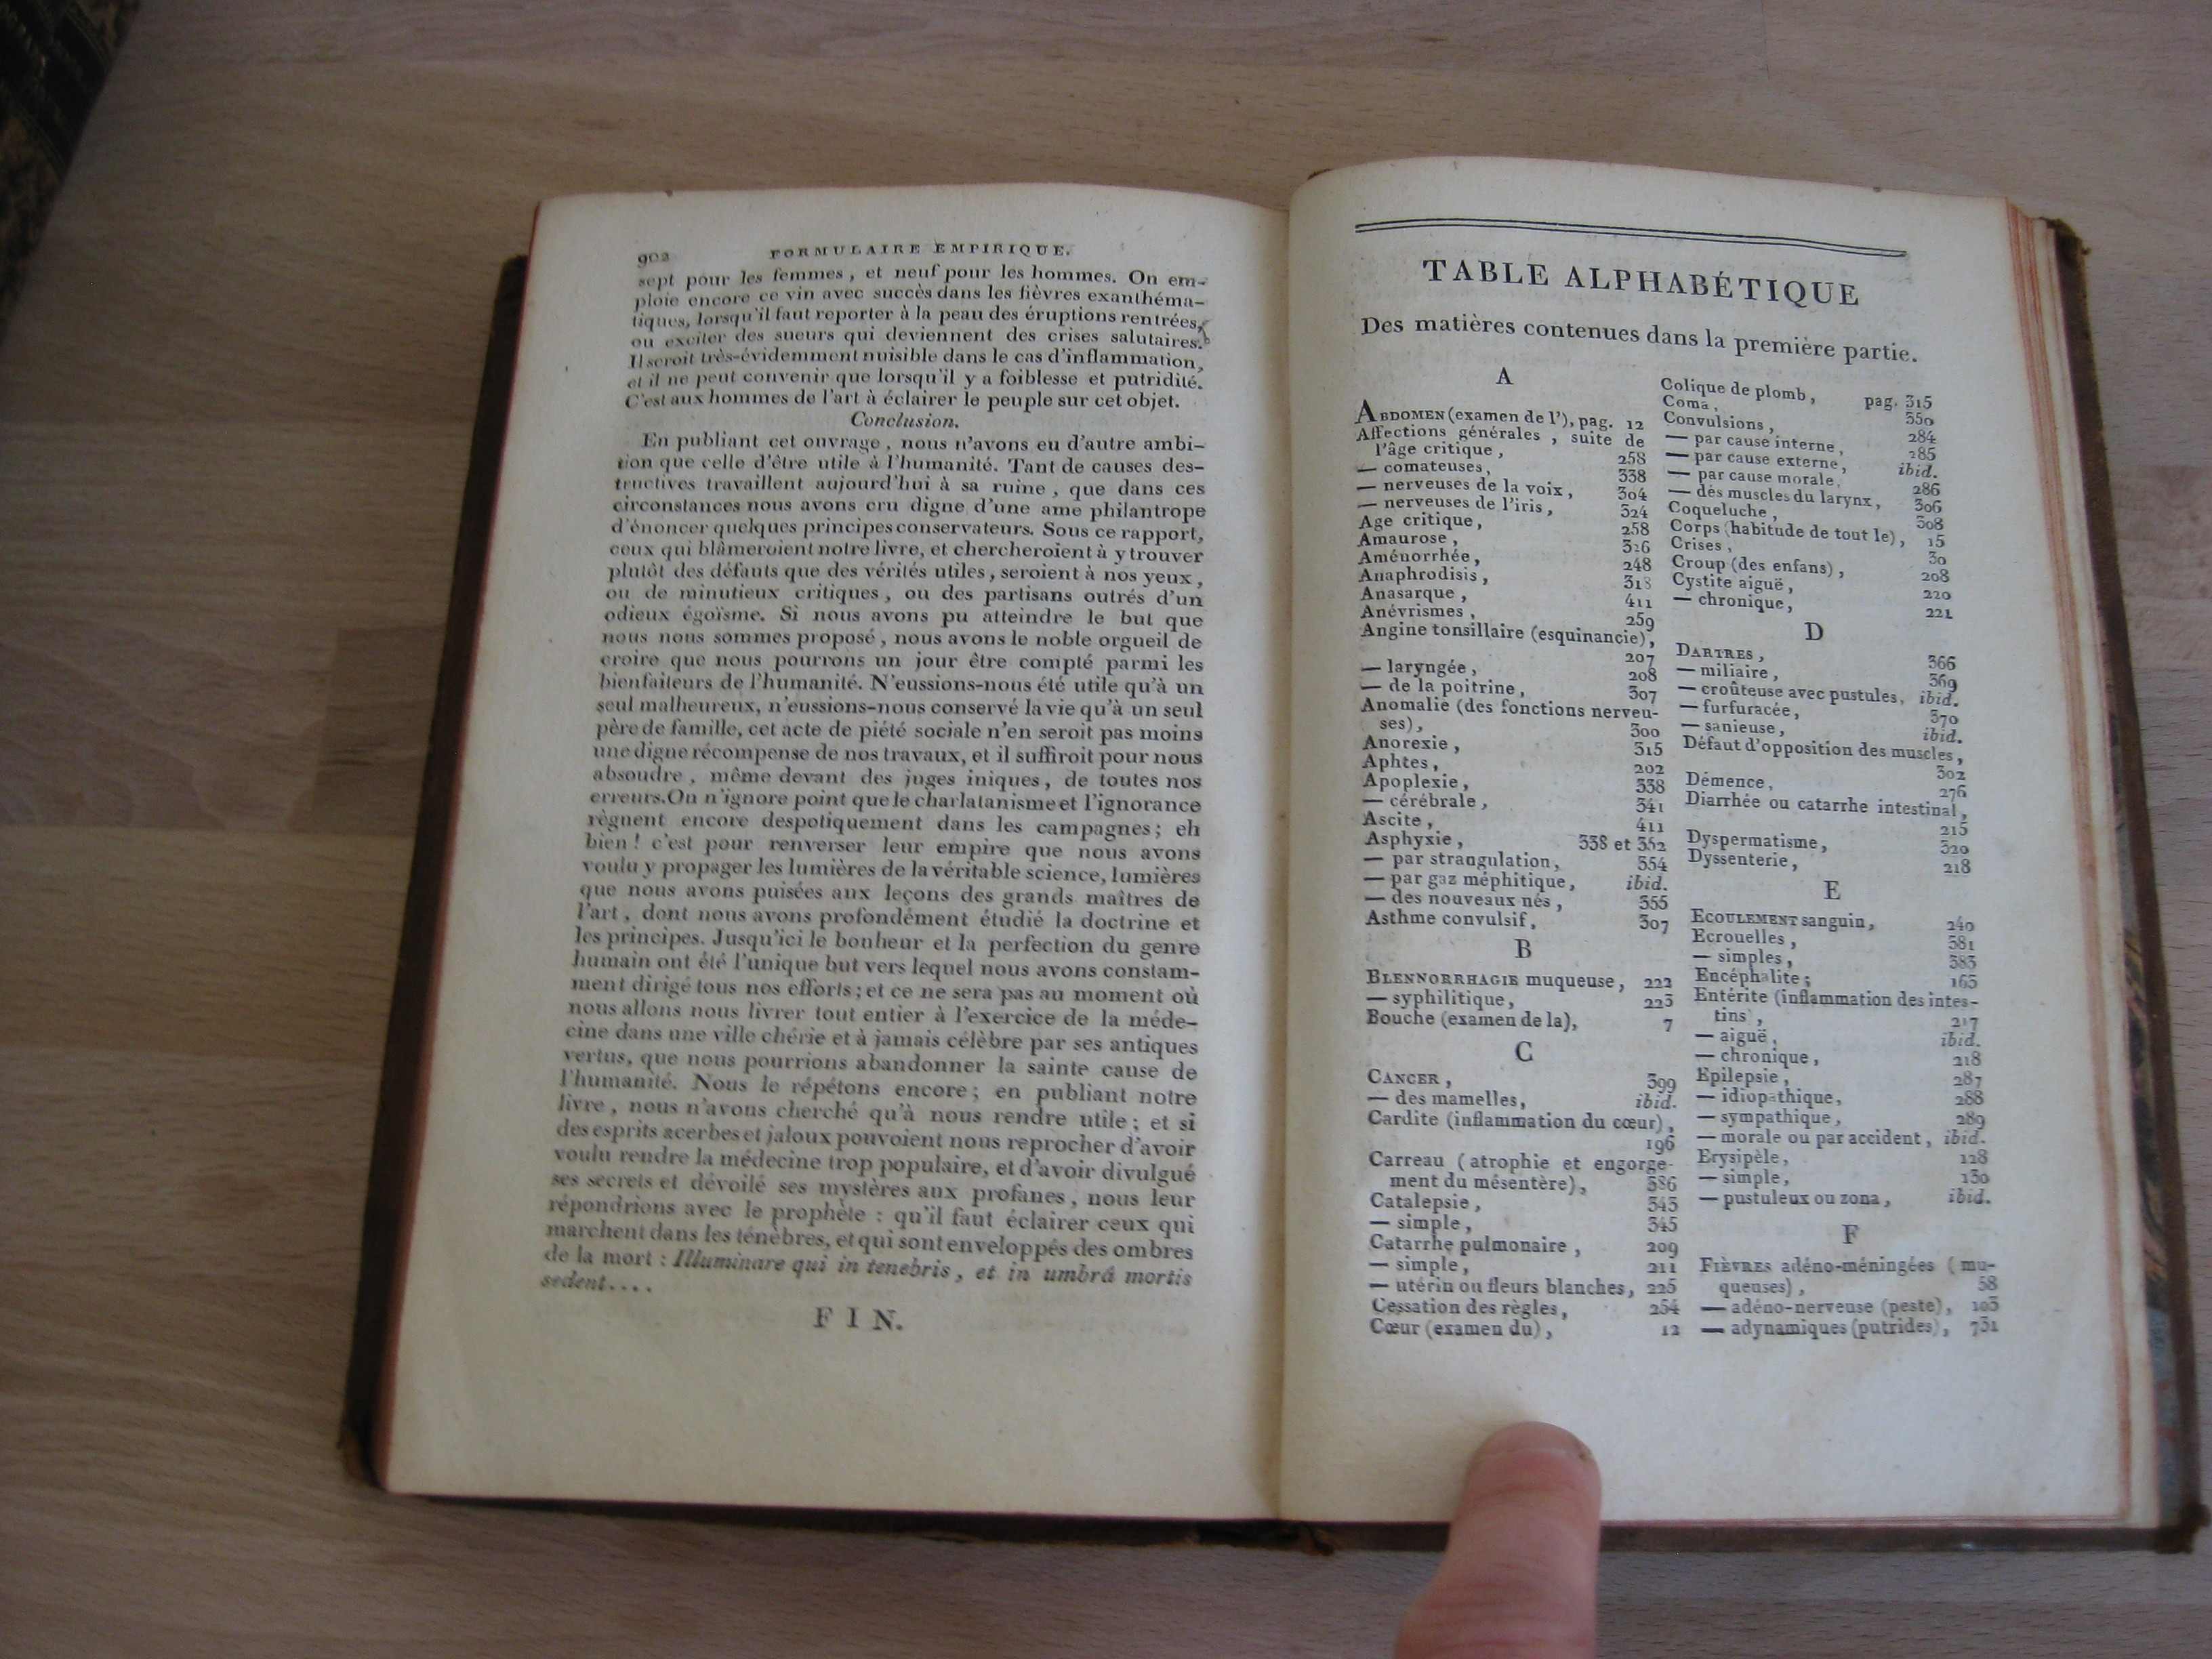 902 FORMULAIRE EMPIRIQUE.
sept pour les femmes, et neuf pour les hommes. On em-
ploie encore ce vin avec succès dans les fièvres exanthéma-
tiques, lorsqu'il faut reporter à la peau des éruptions rentrées,
ou exciter des sueurs qui deviennent des crises salutaires.
Il seroit très-évidemment nuisible dans le cas d'inflammation,
et il ne peut convenir que lorsqu'il y a foiblesse et putridité.
C'est aux hommes de l'art à éclairer le peuple sur cet objet.
Conclusion.
En publiant cet ouvrage, nous n'avons eu d'autre ambi-
tion que celle d'être utile à l'humanité. Tant de causes des-
tructives travaillent aujourd'hui à sa ruine, que dans ces
circonstances nous avons cru digne d'une ame philantrope
d'énoncer quelques principes conservateurs. Sous ce rapport,
ceux qui blâmeroient notre livre, et chercheroient à y trouver
plutôt des défauts que des vérités utiles, seroient à nos yeux,
ou de minutieux critiques, ou des partisans outrés d'un
odieux égoïsme. Si nous avons pu atteindre le but que
nous nous sommes proposé, nous avons le noble orgueil de
croire que nous pourrons un jour être compté parmi les
bienfaiteurs de l'humanité. N'eussions-nous été utile qu'à un
seul malheureux, n'eussions-nous conservé la vie qu'à un seul
père de famille, cet acte de piété sociale n'en seroit pas moins
une digne récompense de nos travaux, et il suffiroit pour nous
absoudre, même devant des juges iniques, de toutes nos
erreurs. On n'ignore point que le charlatanisme et l'ignorance
règnent encore despotiquement dans les campagnes; eh
bien! c'est pour renverser leur empire que nous avons
voulu y propager les lumières de la véritable science, lumières
que nous avons puisées aux leçons des grands maîtres de
l'art, dont nous avons profondément étudié la doctrine et
les principes. Jusqu'ici le bonheur et la perfection du genre
humain ont été l'unique but vers lequel nous avons constam-
ment dirigé tous nos efforts; et ce ne sera pas au moment où
nous allons nous livrer tout entier à l'exercice de la méde-
cine dans une ville chérie et à jamais célèbre par ses antiques
vertus, que nous pourrions abandonner la sainte cause de
l'humanité. Nous le répétons encore; en publiant notre
livre, nous n'avons cherché qu'à nous rendre utile; et si
des esprits acerbes et jaloux pouvoient nous reprocher d'avoir
voulu rendre la médecine trop populaire, et d'avoir divulgué
ses secrets et dévoilé ses mystères aux profanes, nous leur
répondrions avec le prophète : qu'il faut éclairer ceux qui
marchent dans les ténèbres, et qui sont enveloppés des ombres
de la mort : Illuminare qui in tenebris, et in umbrâ mortis
sedent....
FIN.
TABLE ALPHABÉTIQUE
Des matières contenues dans la première partie.
A
ABDOMEN (examen de l'), pag. 12
Affections générales, suite de
l'âge critique, 258
— comateuses, 338
— nerveuses de la voix, 304
— nerveuses de l'iris, 324
Age critique, 258
Amaurose, 326
Aménorrhée, 248
Anaphrodisis, 318
Anasarque, 411
Anévrismes, 259
Angine tonsillaire (esquinancie),
207
— laryngée, 208
— de la poitrine, 307
Anomalie (des fonctions nerveu-
ses), 300
Anorexie, 315
Aphtes, 202
Apoplexie, 338
— cérébrale, 341
Ascite, 411
Asphyxie, 338 et 352
— par strangulation, 354
— par gaz méphitique, ibid.
— des nouveaux nés, 355
Asthme convulsif, 307
B
BLENNORRHAGIE muqueuse, 222
— syphilitique, 223
Bouche (examen de la), 7
C
CANCER, 399
— des mamelles, ibid.
Cardite (inflammation du cœur),
196
Carreau (atrophie et engorge-
ment du mésentère), 386
Catalepsie, 343
— simple, 345
Catarrhe pulmonaire, 209
— simple, 211
— utérin ou fleurs blanches, 225
Cessation des règles, 254
Cœur (examen du), 12
Colique de plomb, pag. 315
Coma, 350
Convulsions, 284
— par cause interne, 285
— par cause externe, ibid.
— par cause morale, 286
— des muscles du larynx, 306
Coqueluche, 308
Corps (habitude de tout le), 15
Crises, 30
Croup (des enfans), 208
Cystite aiguë, 220
— chronique, 221
D
DARTRES, 366
— miliaire, 369
— croûteuse avec pustules, ibid.
— furfuracée, 370
— sanieuse, ibid.
Défaut d'opposition des muscles,
302
Démence, 276
Diarrhée ou catarrhe intestinal,
215
Dyspermatisme, 320
Dyssenterie, 218
E
ECOULEMENT sanguin, 240
Ecrouelles, 381
— simples, 383
Encéphalite; 165
Entérite (inflammation des intes-
tins, 217
— aiguë, ibid.
— chronique, 218
Epilepsie, 287
— idiopathique, 288
— sympathique, 289
— morale ou par accident, ibid.
Erysipèle, 128
— simple, 130
— pustuleux ou zona, ibid.
F
FIÈVRES adéno-méningées (mu-
queuses), 58
— adéno-nerveuse (peste), 103
— adynamiques (putrides), 731